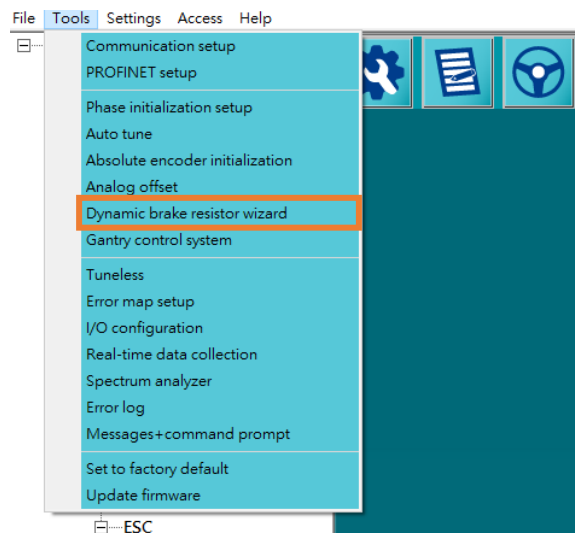 File Tools Settings Access Help
Communication setup
PROFINET setup
Phase initialization setup
Auto tune
Absolute encoder initialization
Analog offset
Dynamic brake resistor wizard
Gantry control system
Tuneless
Error map setup
I/O configuration
Real-time data collection
Spectrum analyzer
Error log
Messages+command prompt
Set to factory default
Update firmware
ESC